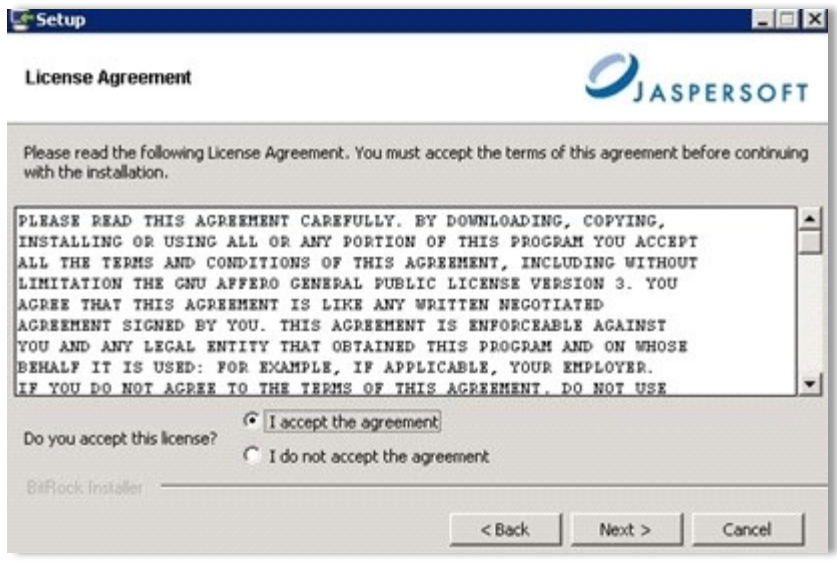 Setup
License Agreement
JASPERSOFT
Please read the following License Agreement. You must accept the terms of this agreement before continuing
with the installation.
PLEASE READ THIS AGREEMENT CAREFULLY. BY DOWNLOADING, COPYING,
INSTALLING OR USING ALL OR ANY PORTION OF THIS PROGRAM YOU ACCEPT
ALL THE TERMS AND CONDITIONS OF THIS AGREEMENT, INCLUDING WITHOUT
LIMITATION THE GNU AFFERO GENERAL PUBLIC LICENSE VERSION 3. YOU
AGREE THAT THIS AGREEMENT IS LIKE ANY WRITTEN NEGOTIATED
AGREEMENT SIGNED BY YOU. THIS AGREEMENT IS ENFORCEABLE AGAINST
YOU AND ANY LEGAL ENTITY THAT OBTAINED THIS PROGRAM AND ON WHOSE
BEHALF IT IS USED: FOR EXAMPLE, IF APPLICABLE, YOUR EMPLOYER.
IF YOU DO NOT AGREE TO THE TERMS OF THIS AGREEMENT, DO NOT USE
Do you accept this license?
I accept the agreement
I do not accept the agreement
BitRock Installer
< Back
Next >
Cancel